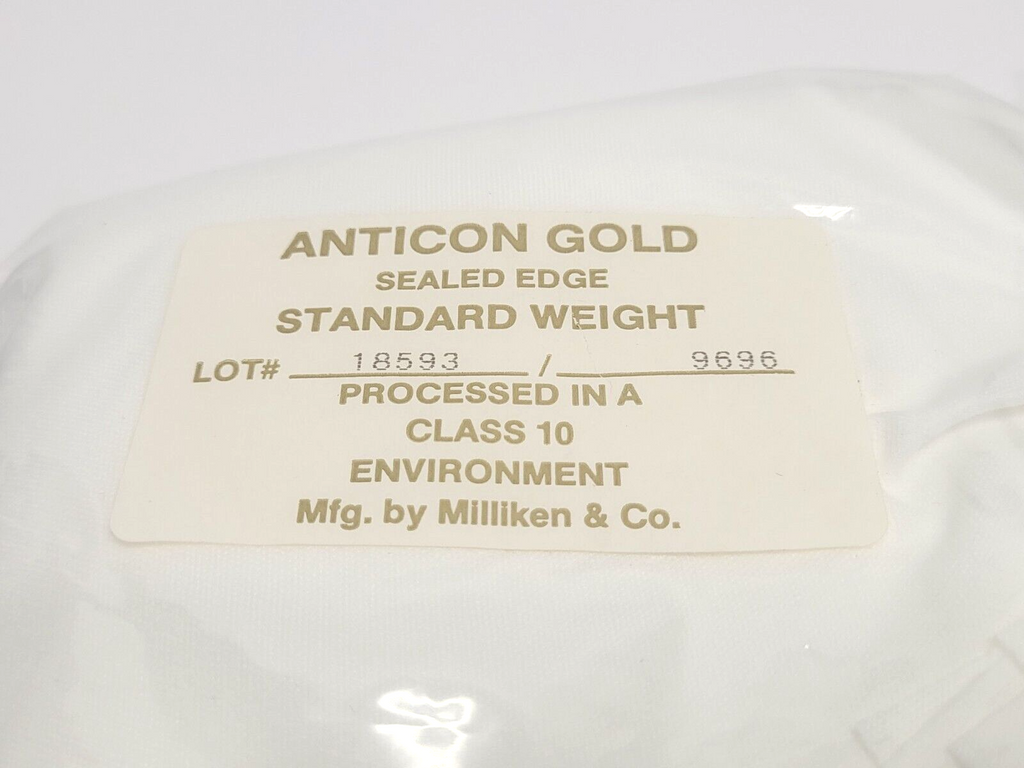 ANTICON GOLD
SEALED EDGE
STANDARD WEIGHT
LOT# 18593 / 9696
PROCESSED IN A
CLASS 10
ENVIRONMENT
Mfg. by Milliken & Co.